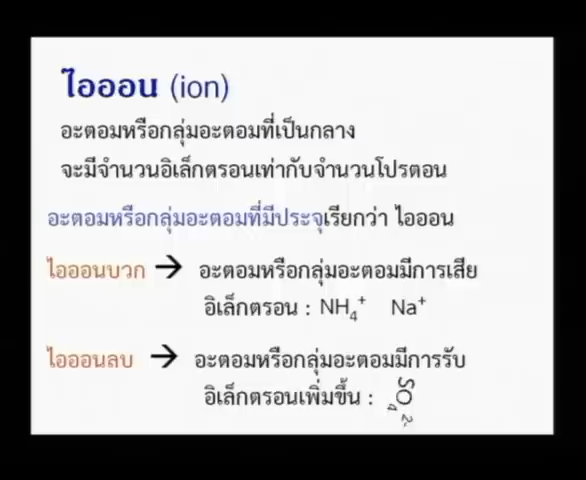 ไอออน (ion)
อะตอมหรือกลุ่มอะตอมที่เป็นกลาง
จะมีจำนวนอิเล็กตรอนเท่ากับจำนวนโปรตอน
อะตอมหรือกลุ่มอะตอมที่มีประจุเรียกว่า ไอออน
ไอออนบวก → อะตอมหรือกลุ่มอะตอมมีการเสีย
อิเล็กตรอน : NH₄⁺ Na⁺
ไอออนลบ → อะตอมหรือกลุ่มอะตอมมีการรับ
อิเล็กตรอนเพิ่มขึ้น : SO₄²⁻